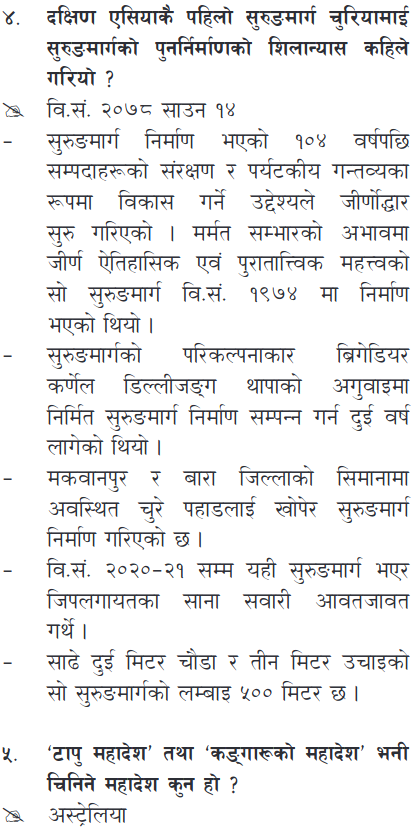 ४. दक्षिण एसियाकै पहिलो सुरुङमार्ग चुरियामाई
सुरुङमार्गको पुनर्निर्माणको शिलान्यास कहिले
गरियो ?
वि.सं. २०७८ साउन १४
– सुरुङमार्ग निर्माण भएको १०४ वर्षपछि
सम्पदाहरूको संरक्षण र पर्यटकीय गन्तव्यका
रूपमा विकास गर्ने उद्देश्यले जीर्णोद्धार
सुरु गरिएको । मर्मत सम्भारको अभावमा
जीर्ण ऐतिहासिक एवं पुरातात्त्विक महत्त्वको
सो सुरुङमार्ग वि.सं. १९७४ मा निर्माण
भएको थियो ।
– सुरुङमार्गको परिकल्पनाकार ब्रिगेडियर
कर्णेल डिल्लीजङ्ग थापाको अगुवाइमा
निर्मित सुरुङमार्ग निर्माण सम्पन्न गर्न दुई वर्ष
लागेको थियो ।
– मकवानपुर र बारा जिल्लाको सिमानामा
अवस्थित चुरे पहाडलाई खोपेर सुरुङमार्ग
निर्माण गरिएको छ ।
– वि.सं. २०२०-२१ सम्म यही सुरुङमार्ग भएर
जिपलगायतका साना सवारी आवतजावत
गर्थे ।
– साढे दुई मिटर चौडा र तीन मिटर उचाइको
सो सुरुङमार्गको लम्बाइ ५०० मिटर छ ।
५. ‘टापु महादेश’ तथा ‘कङ्गारूको महादेश’ भनी
चिनिने महादेश कुन हो ?
अस्ट्रेलिया